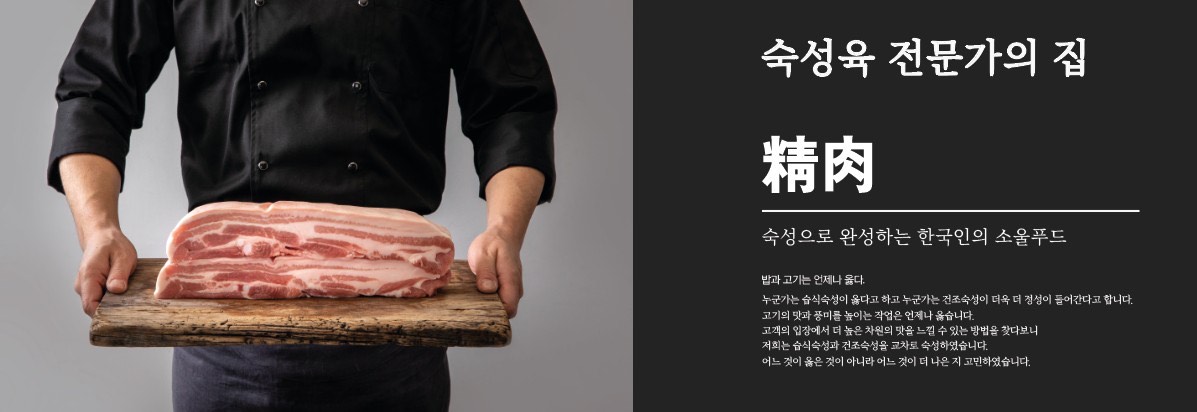 숙성육 전문가의 집
精肉
숙성으로 완성하는 한국인의 소울푸드
밥과 고기는 언제나 옳다.
누군가는 습식숙성이 옳다고 하고 누군가는 건조숙성이 더욱 더 정성이 들어간다고 합니다.
고기의 맛과 풍미를 높이는 작업은 언제나 옳습니다.
고객의 입장에서 더 높은 차원의 맛을 느낄 수 있는 방법을 찾다보니
저희는 습식숙성과 건조숙성을 교차로 숙성하였습니다.
어느 것이 옳은 것이 아니라 어느 것이 더 나은 지 고민하였습니다.